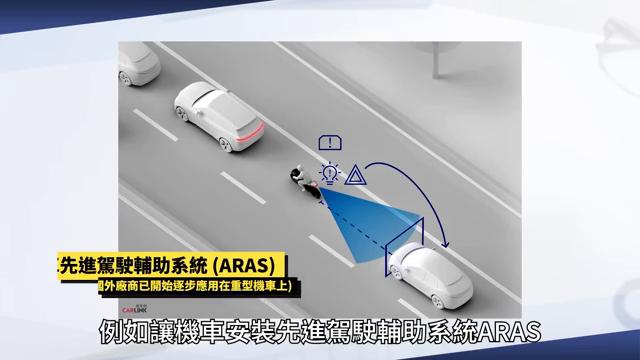 先進駕駛輔助系統 (ARAS)
外廠商已開始逐步應用在重型機車上)
CARLINK
例如讓機車安裝先進駕駛輔助系統ARAS